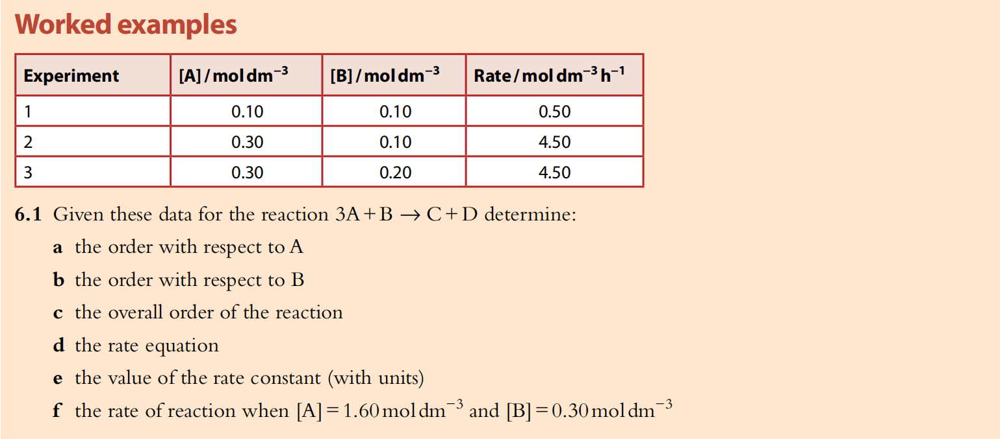 Worked examples
Experiment [A]/mol dm⁻³ [B]/mol dm⁻³ Rate/mol dm⁻³ h⁻¹
1 0.10 0.10 0.50
2 0.30 0.10 4.50
3 0.30 0.20 4.50
6.1 Given these data for the reaction 3A + B → C + D determine:
a the order with respect to A
b the order with respect to B
c the overall order of the reaction
d the rate equation
e the value of the rate constant (with units)
f the rate of reaction when [A] = 1.60 mol dm⁻³ and [B] = 0.30 mol dm⁻³